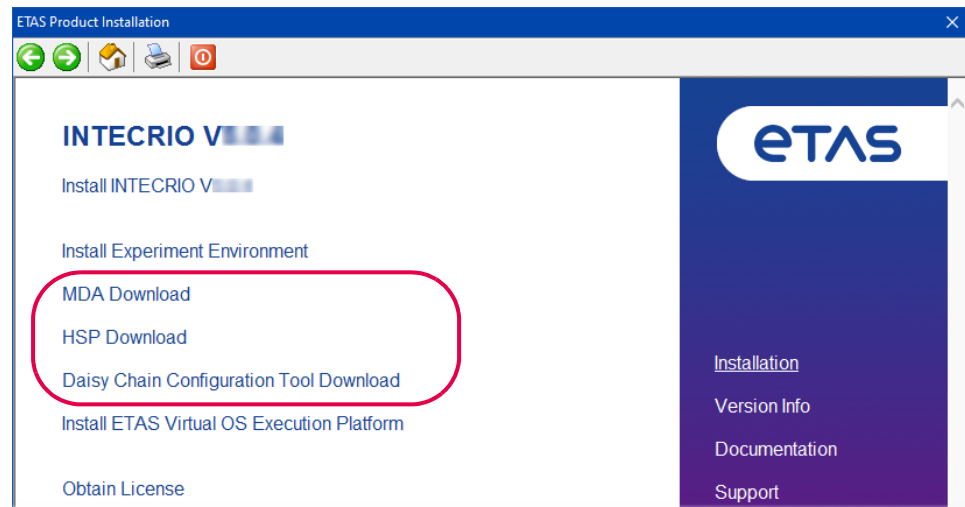 ETAS Product Installation
INTECRIO V
Install INTECRIO V
Install Experiment Environment
MDA Download
HSP Download
Daisy Chain Configuration Tool Download
Install ETAS Virtual OS Execution Platform
Obtain License
eTAS
Installation
Version Info
Documentation
Support